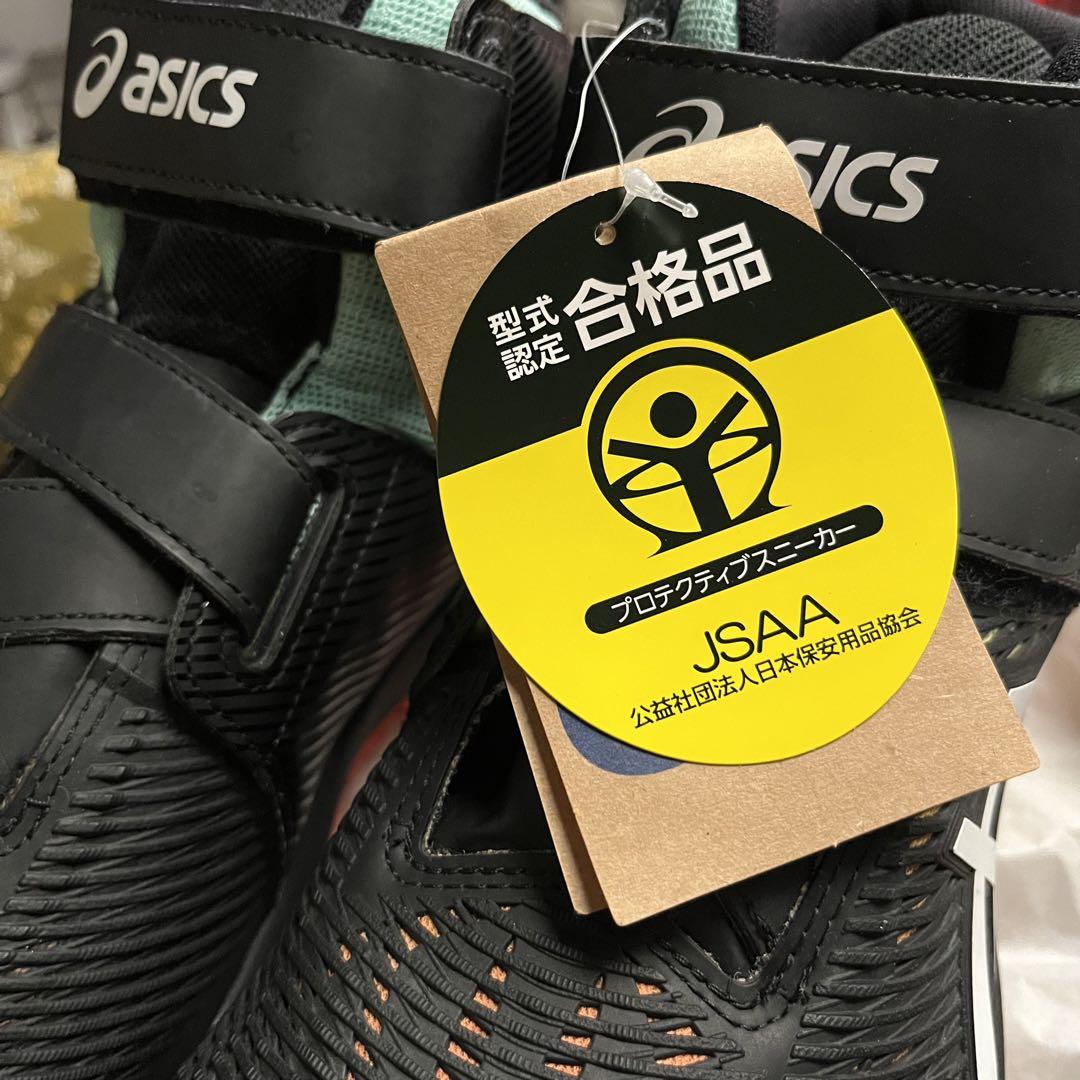 asics
asics
型式
認定
合格品
プロテクティブスニーカー
JSAA
公益社団法人日本保安用品協会